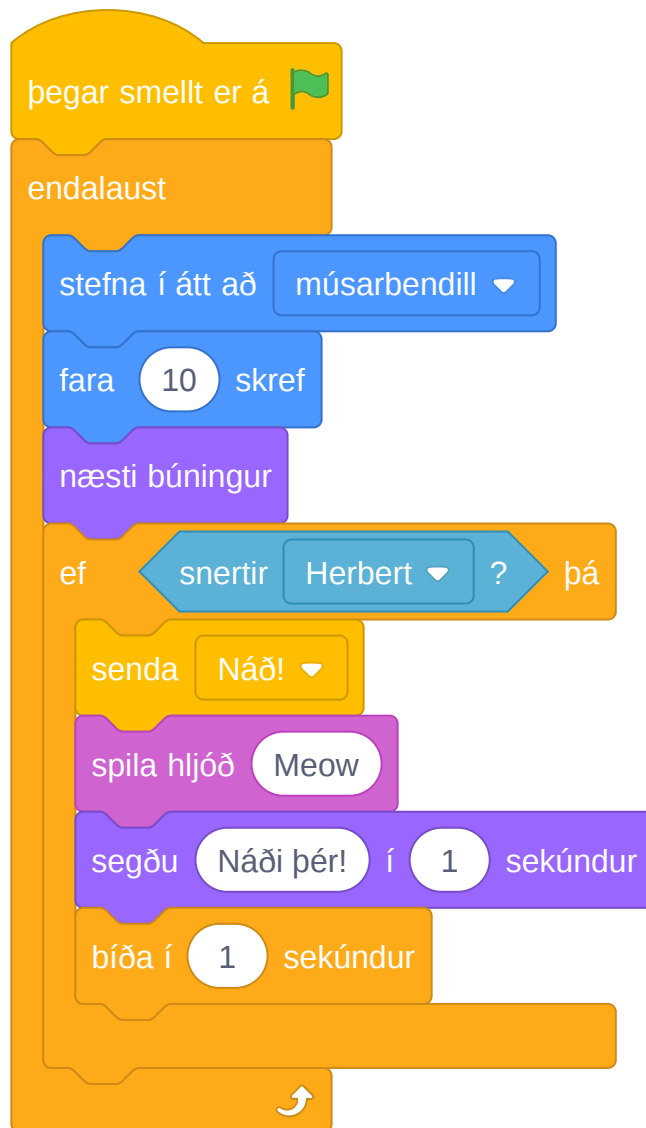 þegar smellt er á
endalaust
stefna í átt að músarbendill
fara 10 skref
næsti búningur
ef snertir Herbert ? þá
senda Náð!
spila hljóð Meow
segðu Náði þér! í 1 sekúndur
bíða í 1 sekúndur